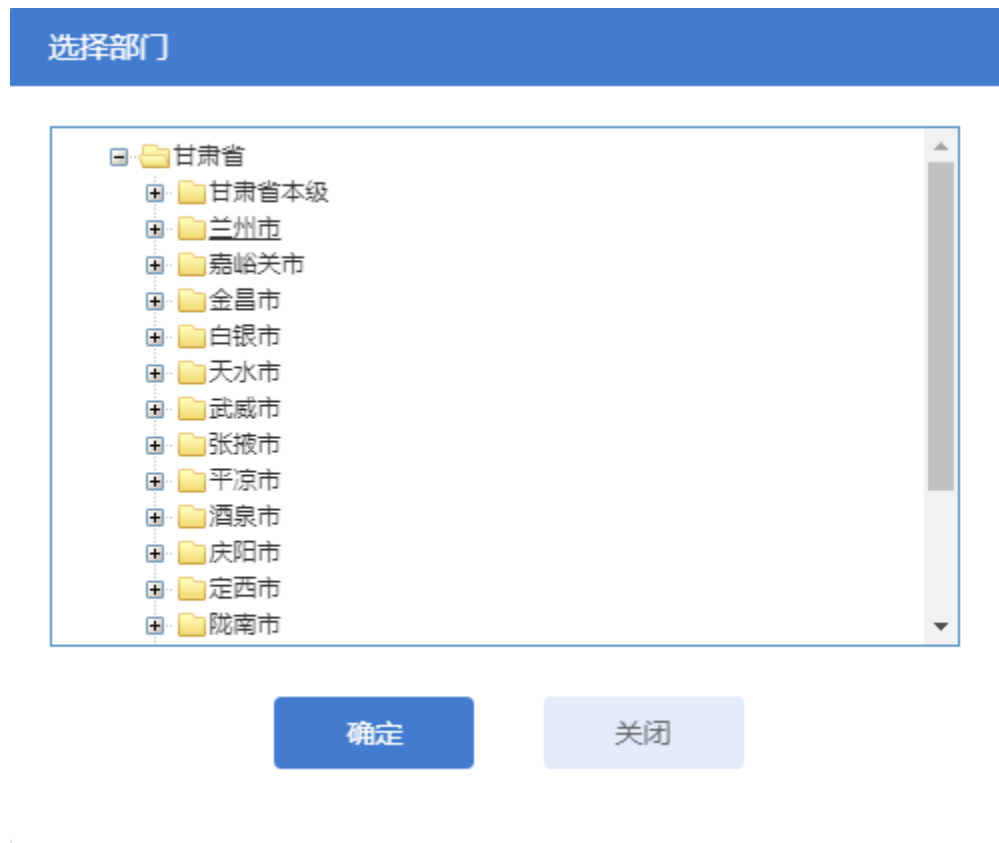 选择部门
甘肃省
甘肃省本级
兰州市
嘉峪关市
金昌市
白银市
天水市
武威市
张掖市
平凉市
酒泉市
庆阳市
定西市
陇南市
确定
关闭